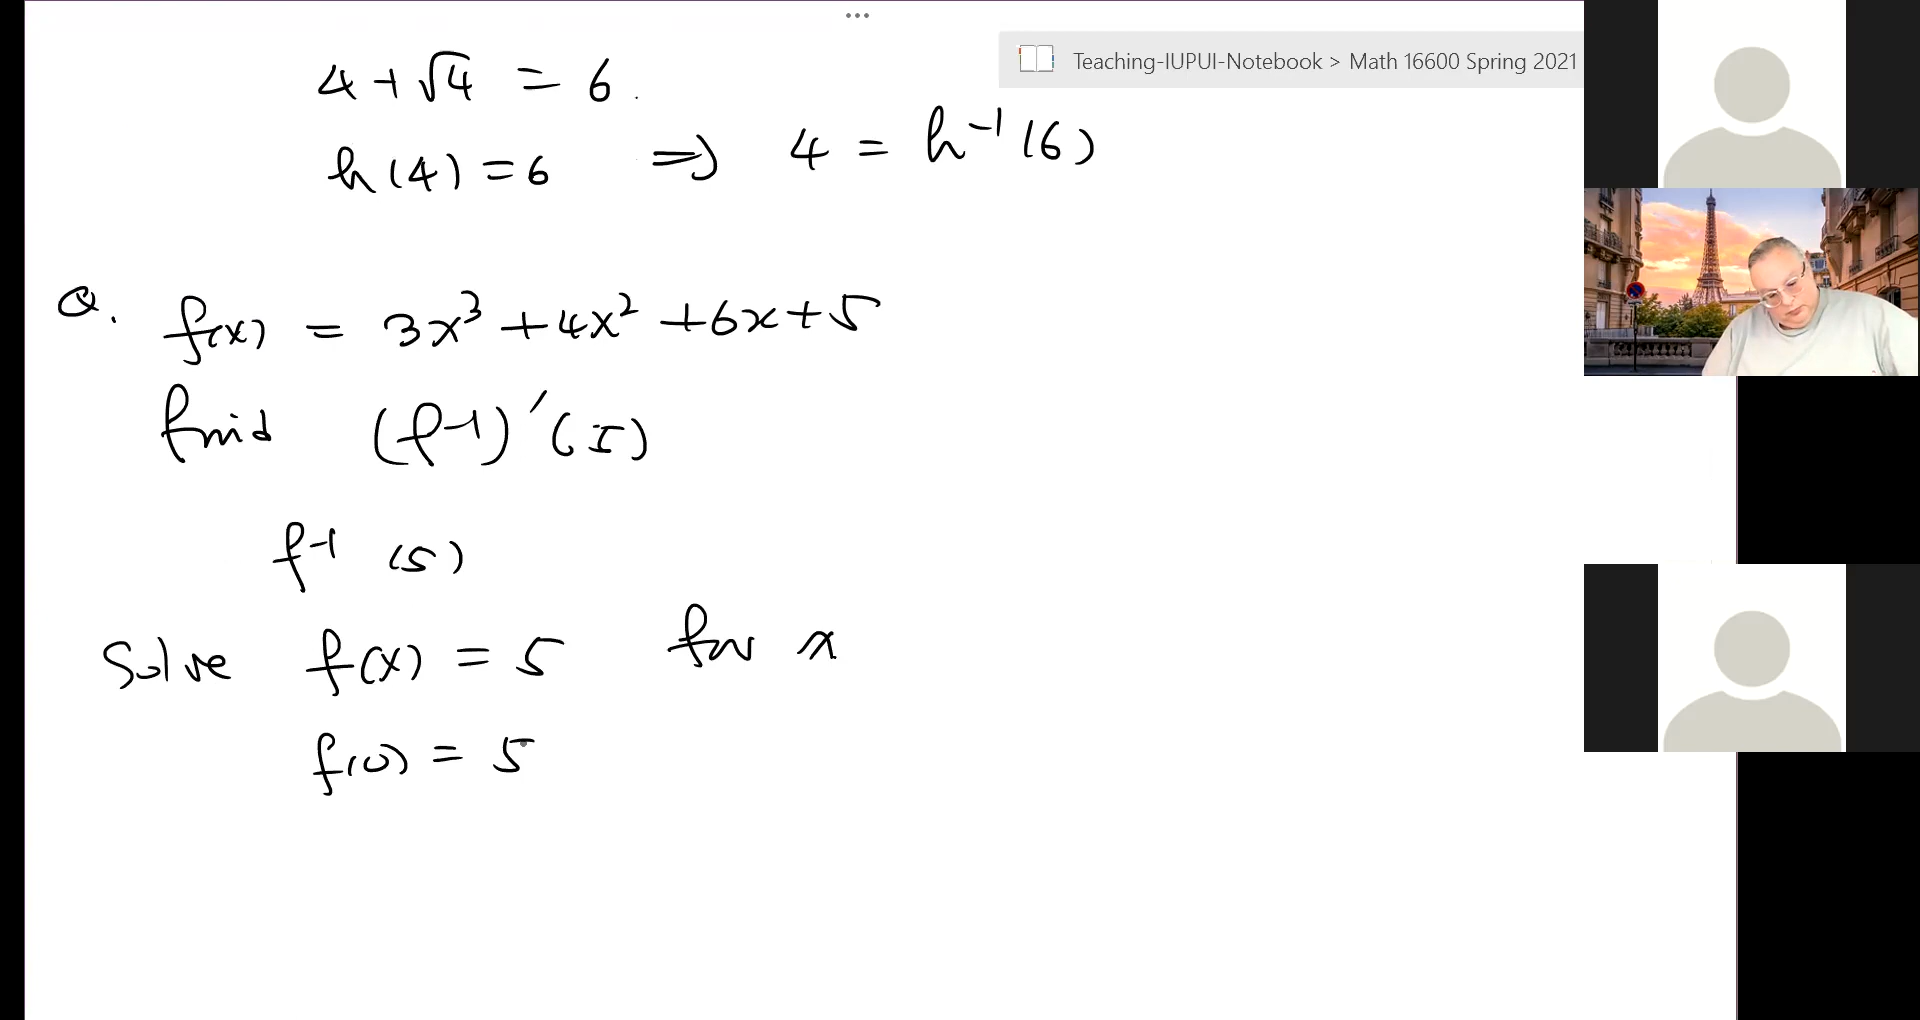 Teaching-IUPUI-Notebook > Math 16600 Spring 2021
4 + √4 = 6.
h(4) = 6 ⇒ 4 = h⁻¹(6)
Q. f(x) = 3x³ + 4x² + 6x + 5
find (f⁻¹)′(5)
f⁻¹ (5)
Solve f(x) = 5 for x
f(0) = 5